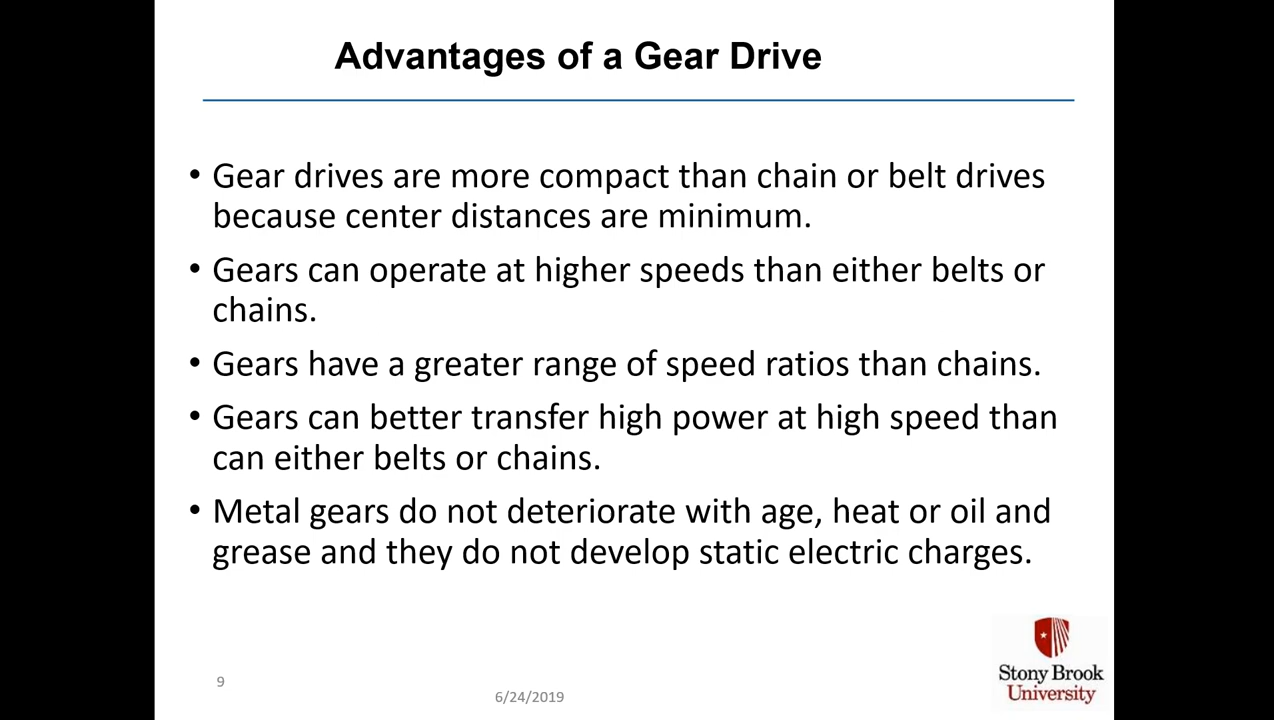 Advantages of a Gear Drive
• Gear drives are more compact than chain or belt drives
because center distances are minimum.
• Gears can operate at higher speeds than either belts or
chains.
• Gears have a greater range of speed ratios than chains.
• Gears can better transfer high power at high speed than
can either belts or chains.
• Metal gears do not deteriorate with age, heat or oil and
grease and they do not develop static electric charges.
9
6/24/2019
Stony Brook
University